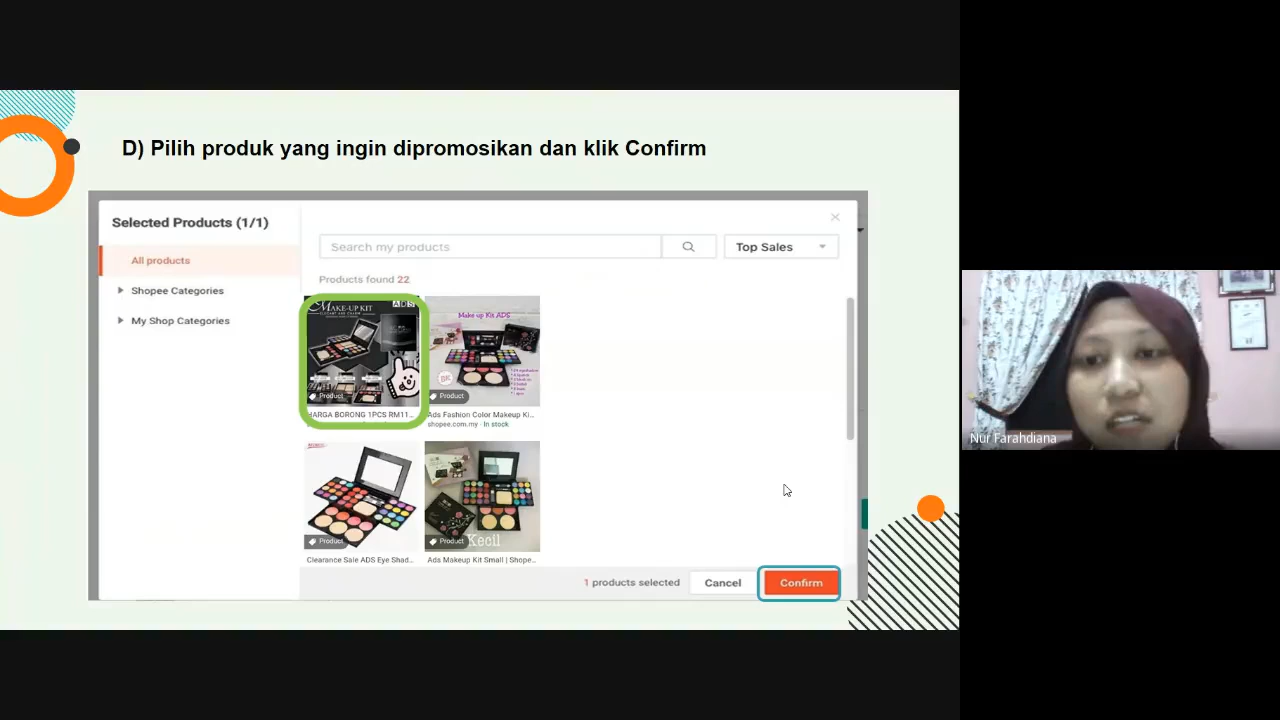 D) Pilih produk yang ingin dipromosikan dan klik Confirm
Selected Products (1/1)
All products
Shopee Categories
My Shop Categories
Search my products
Top Sales
Products found 22
MAKE-UP KIT
ADS
Product
HARGA BORONG 1PCS RM11...
Make up Kit ADS
Product
Ads Fashion Color Makeup Ki...
shopee.com.my · In stock
Product
Clearance Sale ADS Eye Shad...
Kecil
Product
Ads Makeup Kit Small | Shope...
1 products selected
Cancel
Confirm
Nur Farahdiana